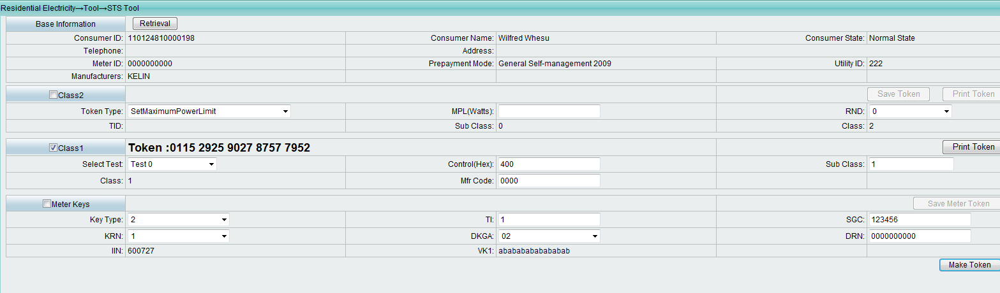 Residential Electricity→Tool→STS Tool
Base Information Retrieval
Consumer ID: 110124810000198 Consumer Name: Wilfred Whesu Consumer State: Normal State
Telephone: Address:
Meter ID: 0000000000 Prepayment Mode: General Self-management 2009 Utility ID: 222
Manufacturers: KELIN
Class2 Save Token Print Token
Token Type: SetMaximumPowerLimit MPL(Watts): RND: 0
TID: Sub Class: 0 Class: 2
Class1 Token :0115 2925 9027 8757 7952 Print Token
Select Test: Test 0 Control(Hex): 400 Sub Class: 1
Class: 1 Mfr Code: 0000
Meter Keys Save Meter Token
Key Type: 2 TI: 1 SGC: 123456
KRN: 1 DKGA: 02 DRN: 0000000000
IIN: 600727 VK1: abababababababab
Make Token